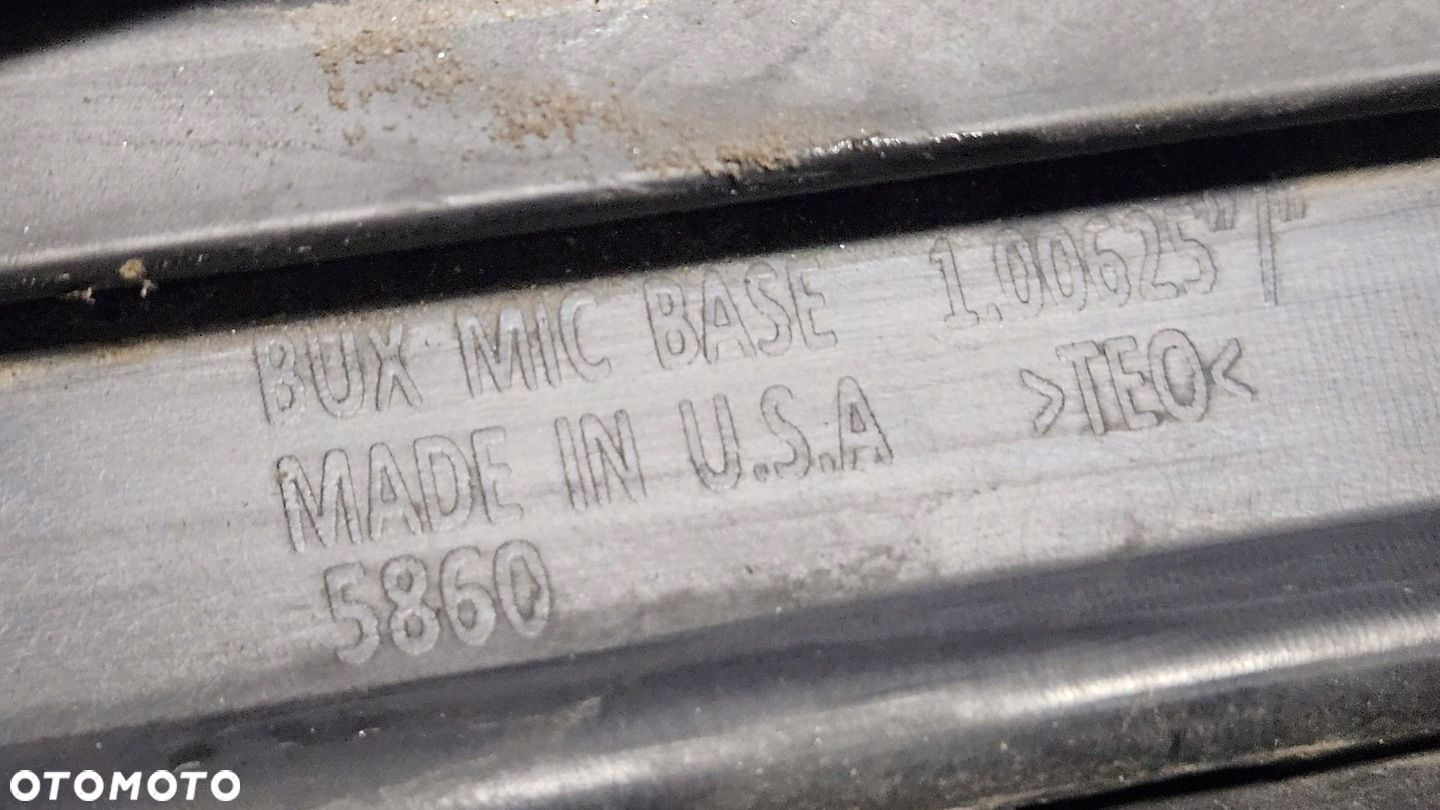 BUX MIC BASE 1.00625"/"
MADE IN U.S.A >TEO<
5860
OTOMOTO